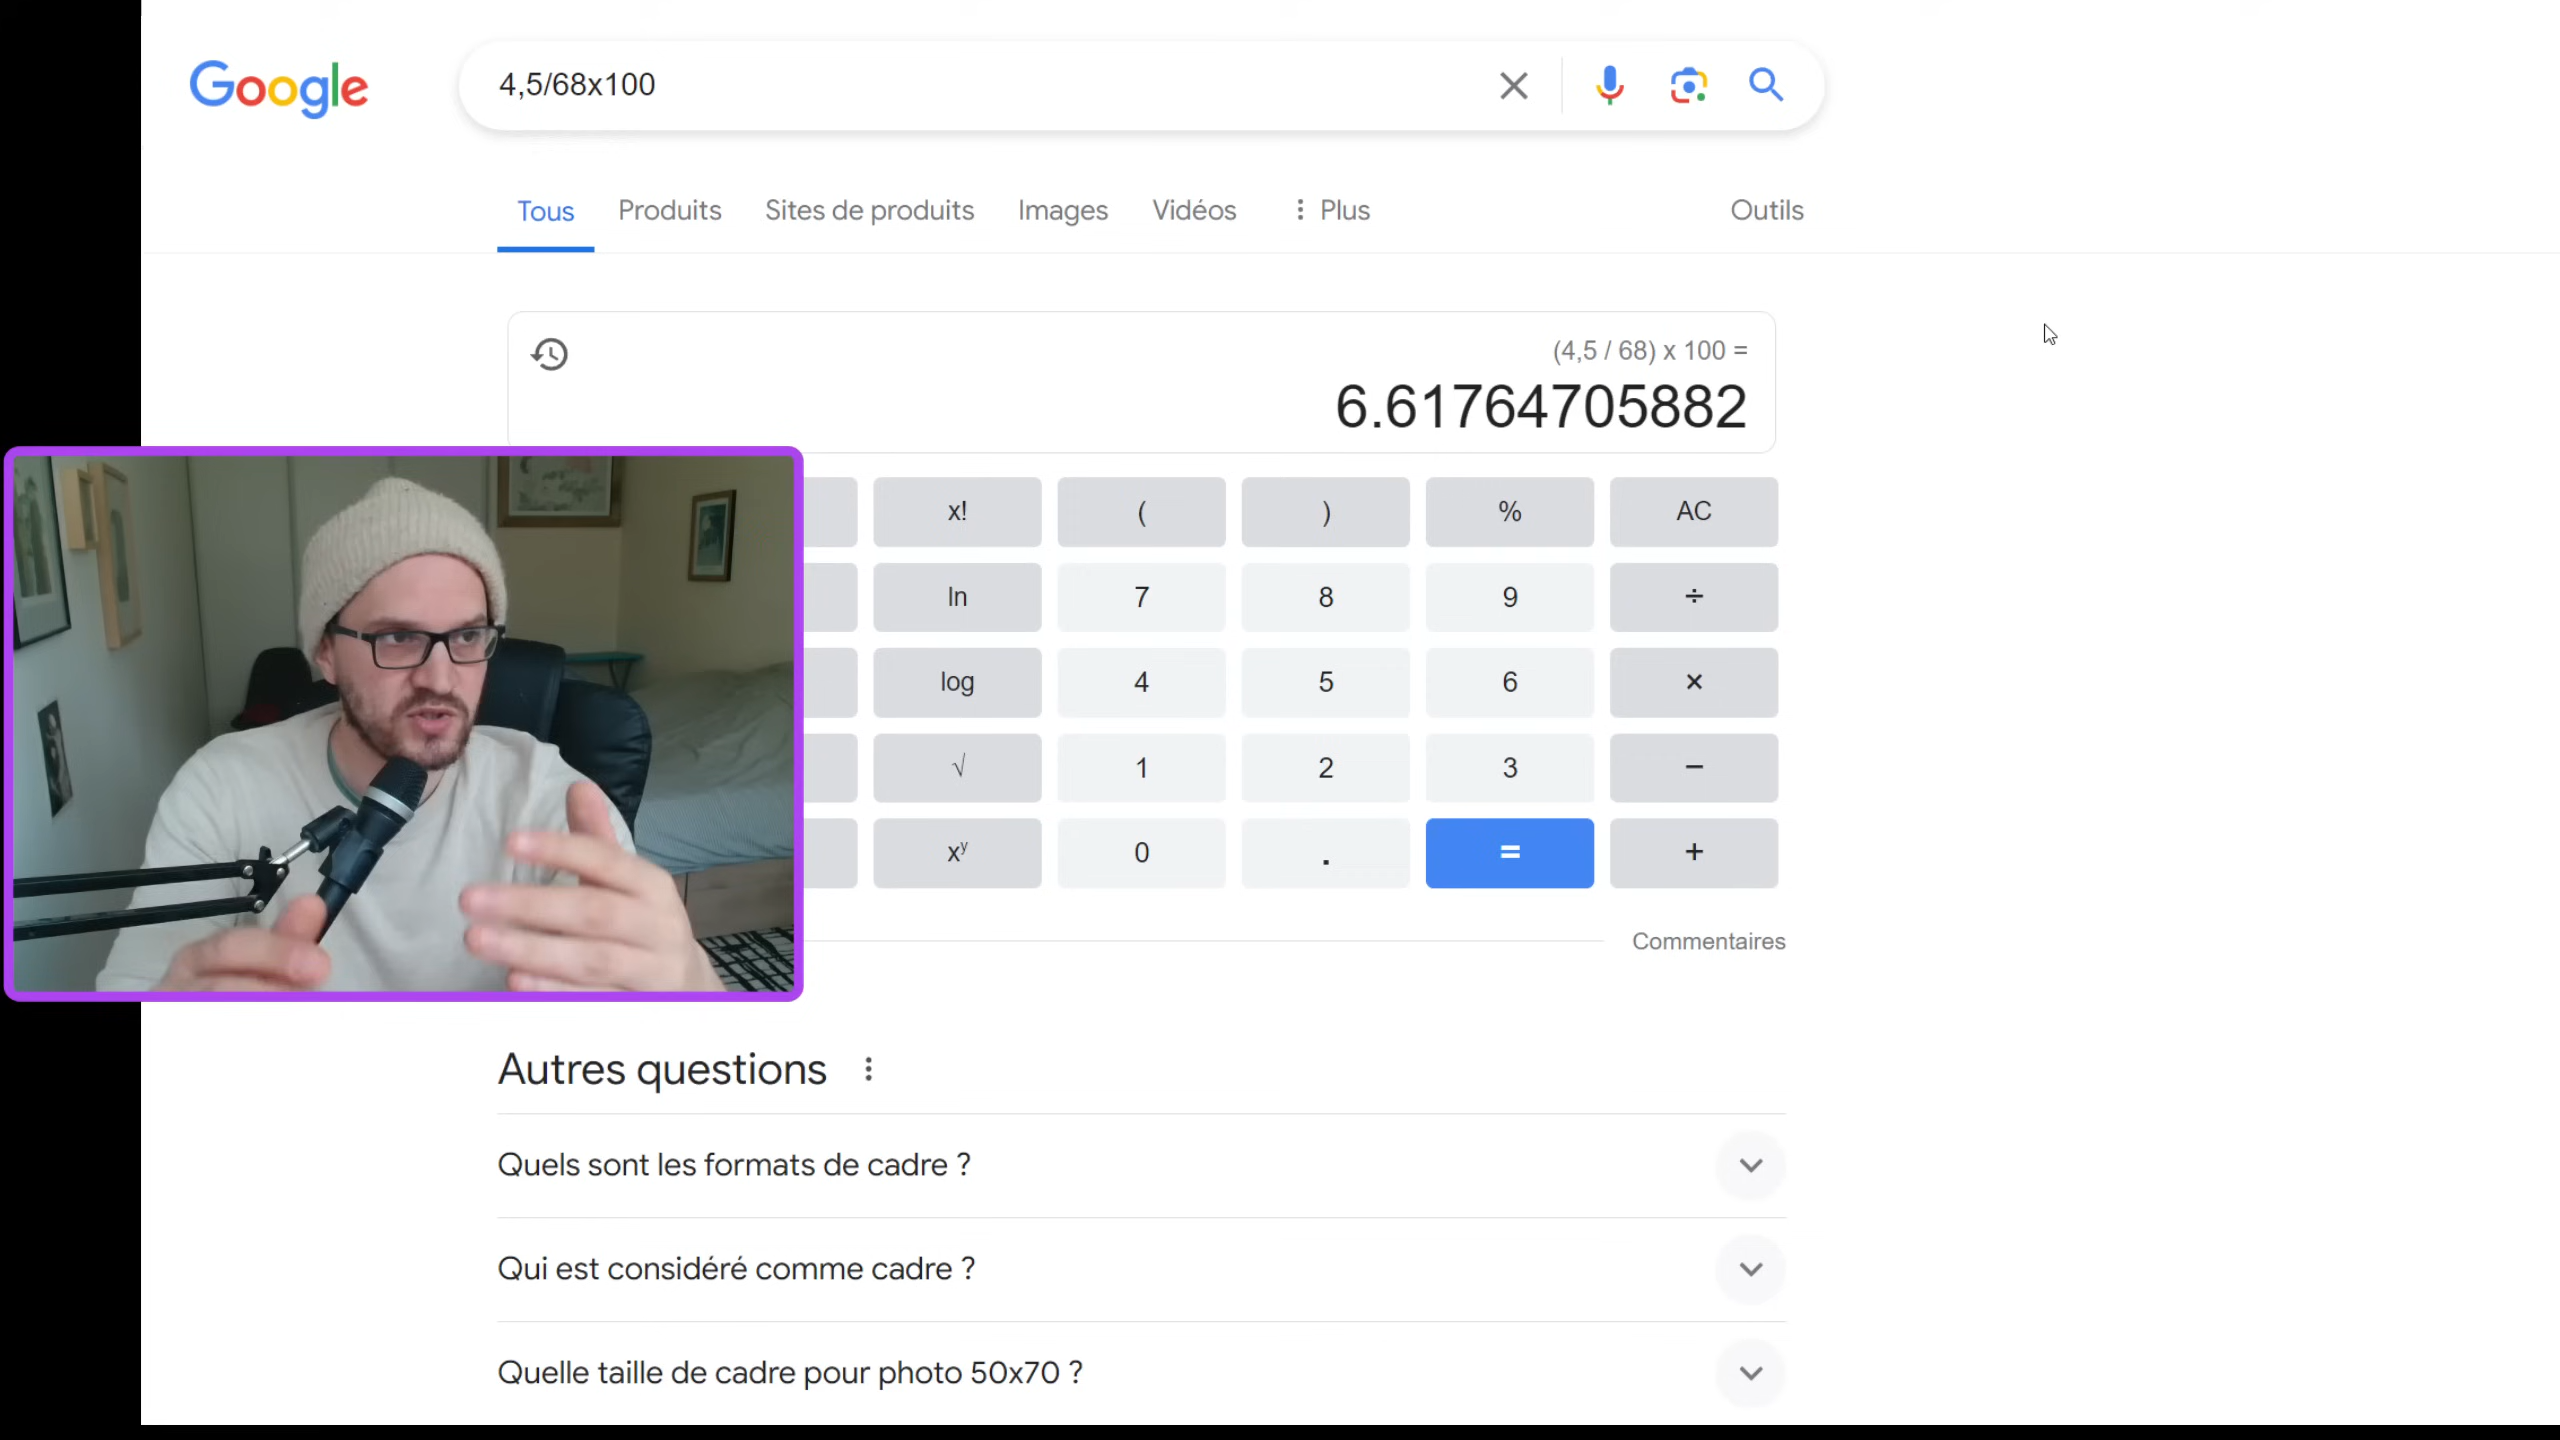 Google
4,5/68x100
Tous Produits Sites de produits Images Vidéos Plus Outils
(4,5 / 68) x 100 =
6.61764705882
x! ( ) % AC
ln 7 8 9 ÷
log 4 5 6 ×
√ 1 2 3 −
xʸ 0 . = +
Commentaires
Autres questions
Quels sont les formats de cadre ?
Qui est considéré comme cadre ?
Quelle taille de cadre pour photo 50x70 ?